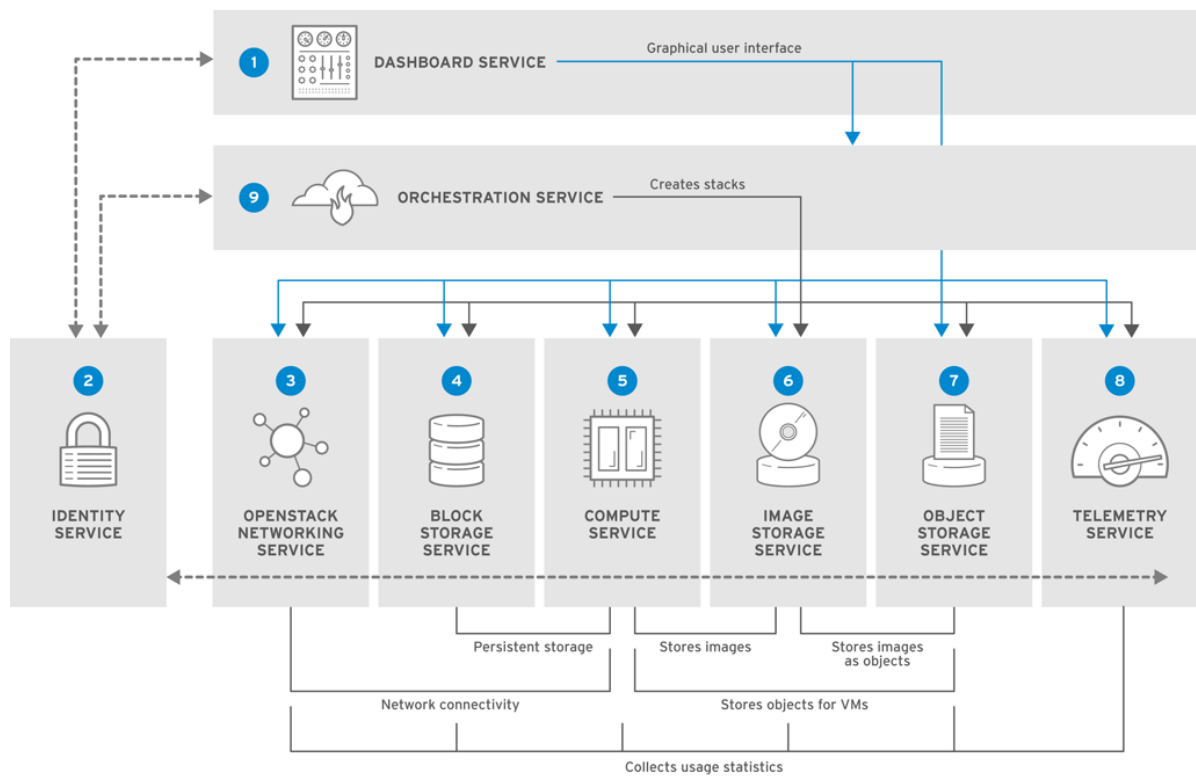 1
DASHBOARD SERVICE
Graphical user interface
9
ORCHESTRATION SERVICE
Creates stacks
2
IDENTITY
SERVICE
3
OPENSTACK
NETWORKING
SERVICE
4
BLOCK
STORAGE
SERVICE
5
COMPUTE
SERVICE
6
IMAGE
STORAGE
SERVICE
7
OBJECT
STORAGE
SERVICE
8
TELEMETRY
SERVICE
Persistent storage
Stores images
Stores images
as objects
Network connectivity
Stores objects for VMs
Collects usage statistics